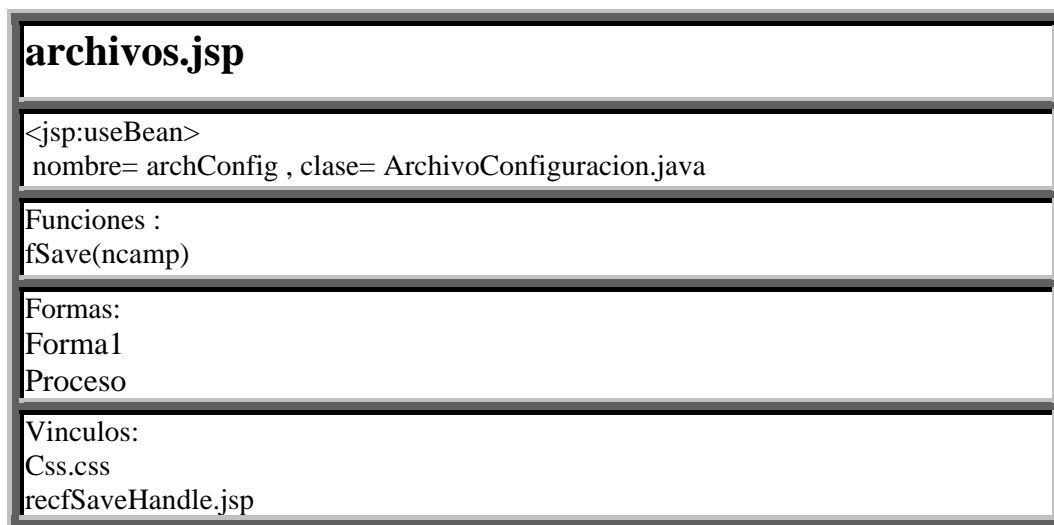 archivos.jsp
<jsp:useBean>
nombre= archConfig , clase= ArchivoConfiguracion.java
Funciones :
fSave(ncamp)
Formas:
Forma1
Proceso
Vinculos:
Css.css
recfSaveHandle.jsp